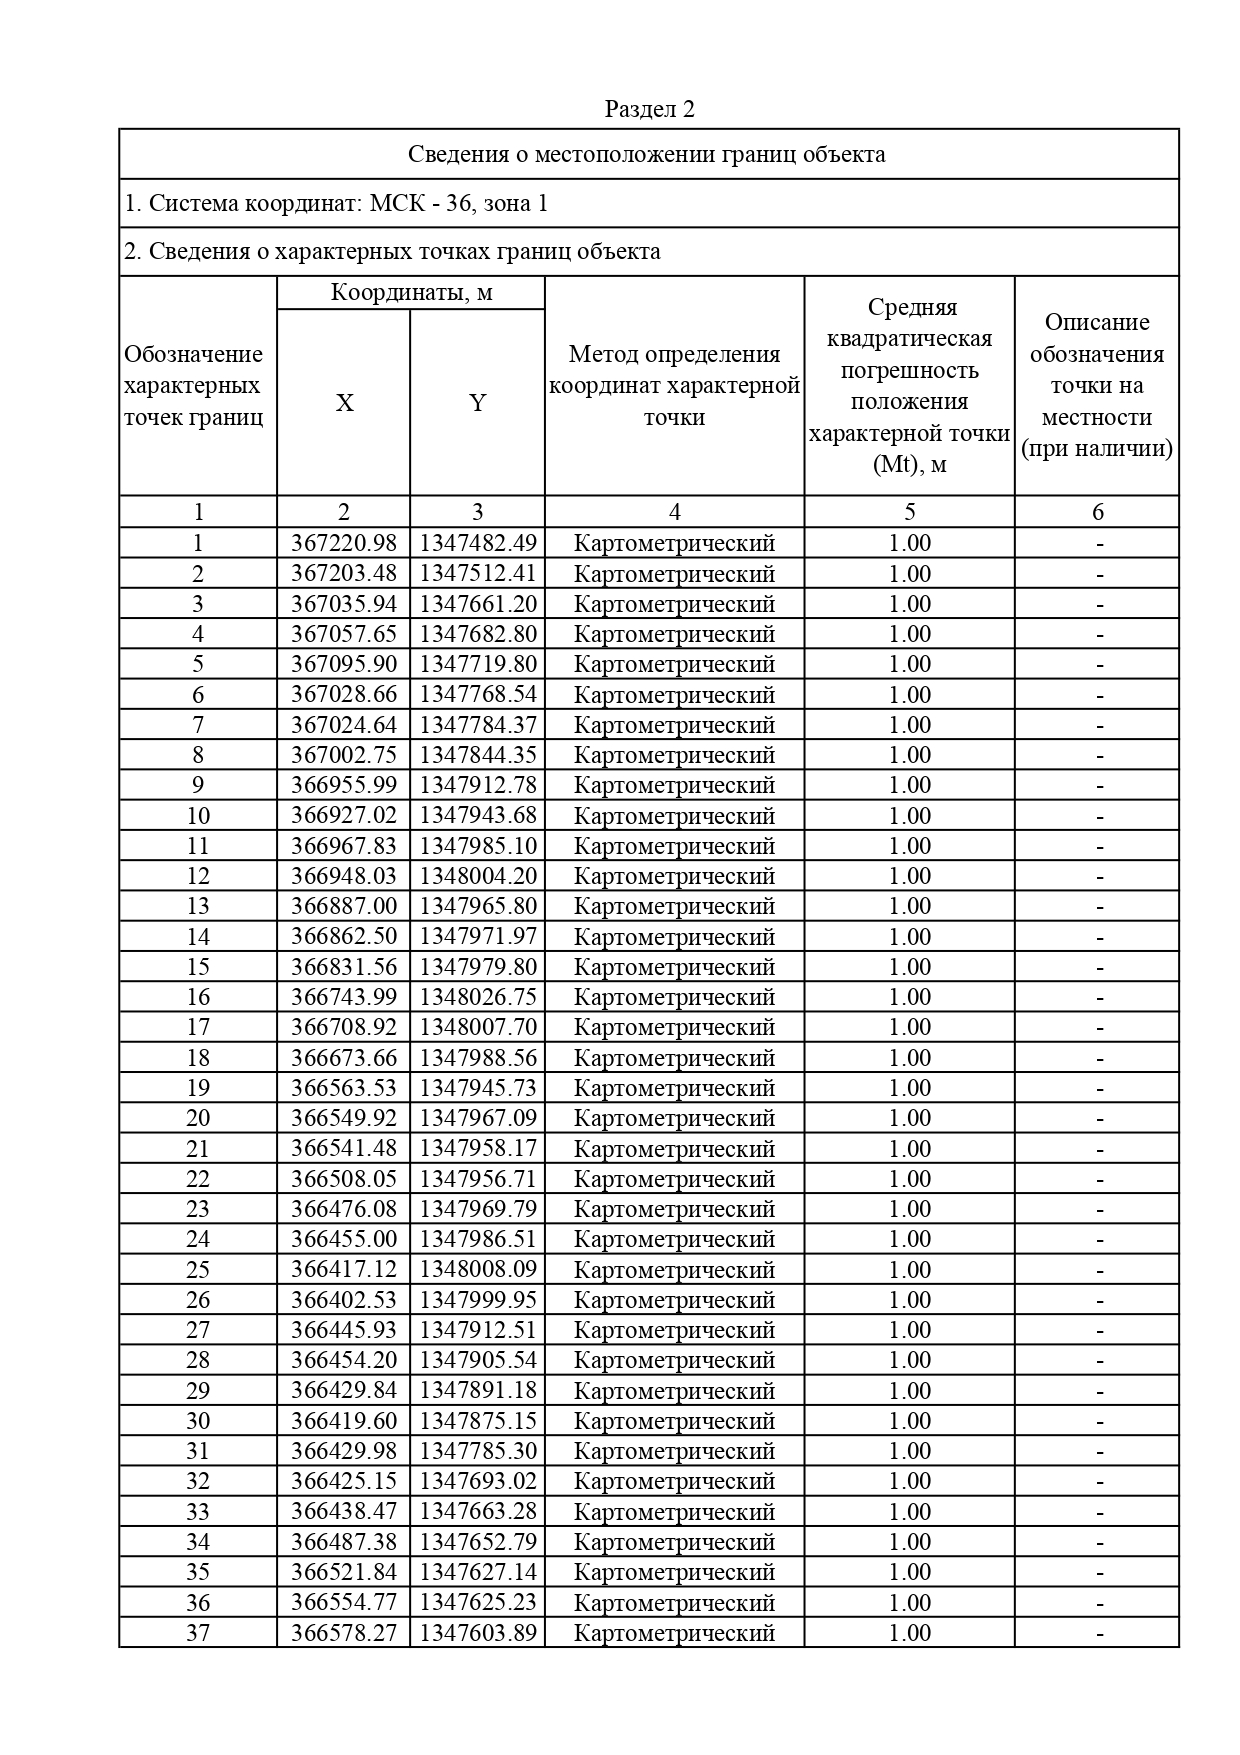 Раздел 2
Сведения о местоположении границ объекта
1. Система координат: МСК - 36, зона 1
2. Сведения о характерных точках границ объекта
Обозначение
характерных
точек границ
Координаты, м
X
Y
Метод определения
координат характерной
точки
Средняя
квадратическая
погрешность
положения
характерной точки
(Mt), м
Описание
обозначения
точки на
местности
(при наличии)
1 2 3 4 5 6
1 367220.98 1347482.49 Картометрический 1.00 -
2 367203.48 1347512.41 Картометрический 1.00 -
3 367035.94 1347661.20 Картометрический 1.00 -
4 367057.65 1347682.80 Картометрический 1.00 -
5 367095.90 1347719.80 Картометрический 1.00 -
6 367028.66 1347768.54 Картометрический 1.00 -
7 367024.64 1347784.37 Картометрический 1.00 -
8 367002.75 1347844.35 Картометрический 1.00 -
9 366955.99 1347912.78 Картометрический 1.00 -
10 366927.02 1347943.68 Картометрический 1.00 -
11 366967.83 1347985.10 Картометрический 1.00 -
12 366948.03 1348004.20 Картометрический 1.00 -
13 366887.00 1347965.80 Картометрический 1.00 -
14 366862.50 1347971.97 Картометрический 1.00 -
15 366831.56 1347979.80 Картометрический 1.00 -
16 366743.99 1348026.75 Картометрический 1.00 -
17 366708.92 1348007.70 Картометрический 1.00 -
18 366673.66 1347988.56 Картометрический 1.00 -
19 366563.53 1347945.73 Картометрический 1.00 -
20 366549.92 1347967.09 Картометрический 1.00 -
21 366541.48 1347958.17 Картометрический 1.00 -
22 366508.05 1347956.71 Картометрический 1.00 -
23 366476.08 1347969.79 Картометрический 1.00 -
24 366455.00 1347986.51 Картометрический 1.00 -
25 366417.12 1348008.09 Картометрический 1.00 -
26 366402.53 1347999.95 Картометрический 1.00 -
27 366445.93 1347912.51 Картометрический 1.00 -
28 366454.20 1347905.54 Картометрический 1.00 -
29 366429.84 1347891.18 Картометрический 1.00 -
30 366419.60 1347875.15 Картометрический 1.00 -
31 366429.98 1347785.30 Картометрический 1.00 -
32 366425.15 1347693.02 Картометрический 1.00 -
33 366438.47 1347663.28 Картометрический 1.00 -
34 366487.38 1347652.79 Картометрический 1.00 -
35 366521.84 1347627.14 Картометрический 1.00 -
36 366554.77 1347625.23 Картометрический 1.00 -
37 366578.27 1347603.89 Картометрический 1.00 -